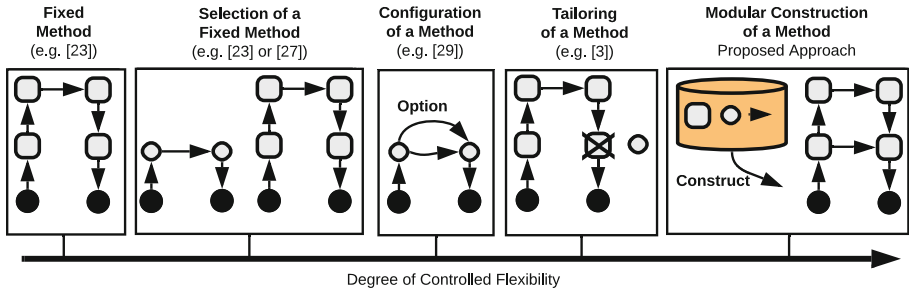 Fixed
Method
(e.g. [23])
Selection of a
Fixed Method
(e.g. [23] or [27])
Configuration
of a Method
(e.g. [29])
Tailoring
of a Method
(e.g. [3])
Modular Construction
of a Method
Proposed Approach
Option
Construct
Degree of Controlled Flexibility